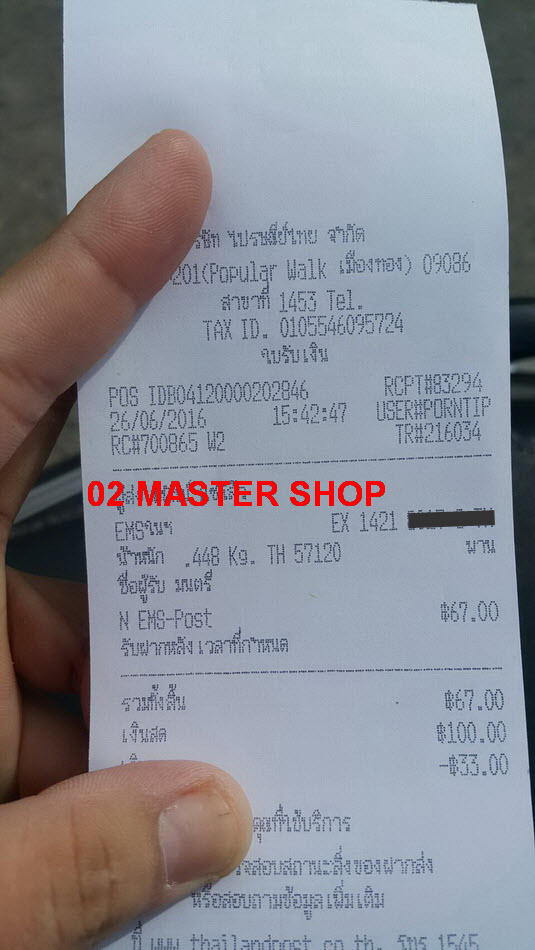 ไปรษณีย์ไทย จำกัด
201(Popular Walk เมืองทอง) 09086
สาขาที่ 1453 Tel.
TAX ID. 0105546095724
ใบรับเงิน
POS IDB04120000202846 RCPT#83294
26/06/2016 15:42:47 USER#PORNTIP
RC#700865 W2 TR#216034
02 MASTER SHOP
EMSในฯ EX 1421
น้ำหนัก .448 Kg. TH 57120 พาน
ชื่อผู้รับ มนตรี
N EMS-Post ฿67.00
รับฝากหลังเวลาที่กำหนด
รวมทั้งสิ้น ฿67.00
เงินสด ฿100.00
-฿33.00
ที่ใช้บริการ
จสอบสถานะสิ่งของฝากส่ง
หรือสอบถามข้อมูลเพิ่มเติม
ที่ www.thailandpost.co.th. โทร 1545